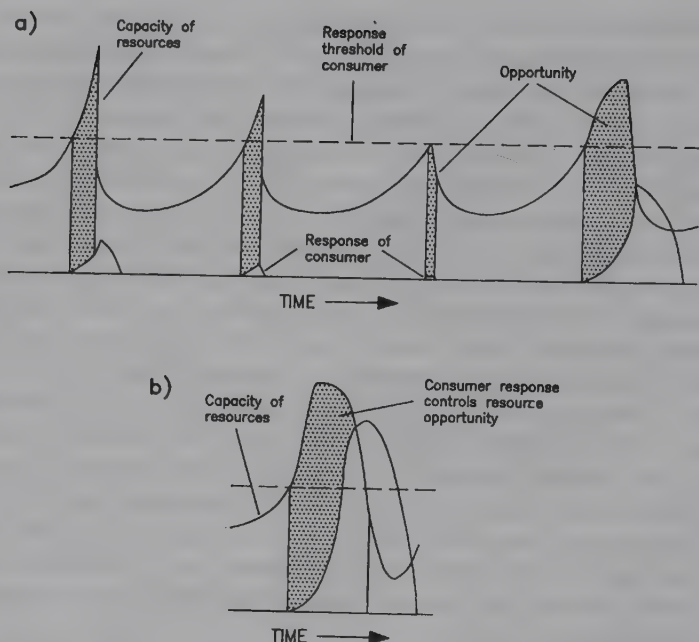 a)
Capacity of
resources
Response
threshold of
consumer
Opportunity
Response of
consumer
TIME
b)
Capacity of
resources
Consumer response
controls resource
opportunity
TIME